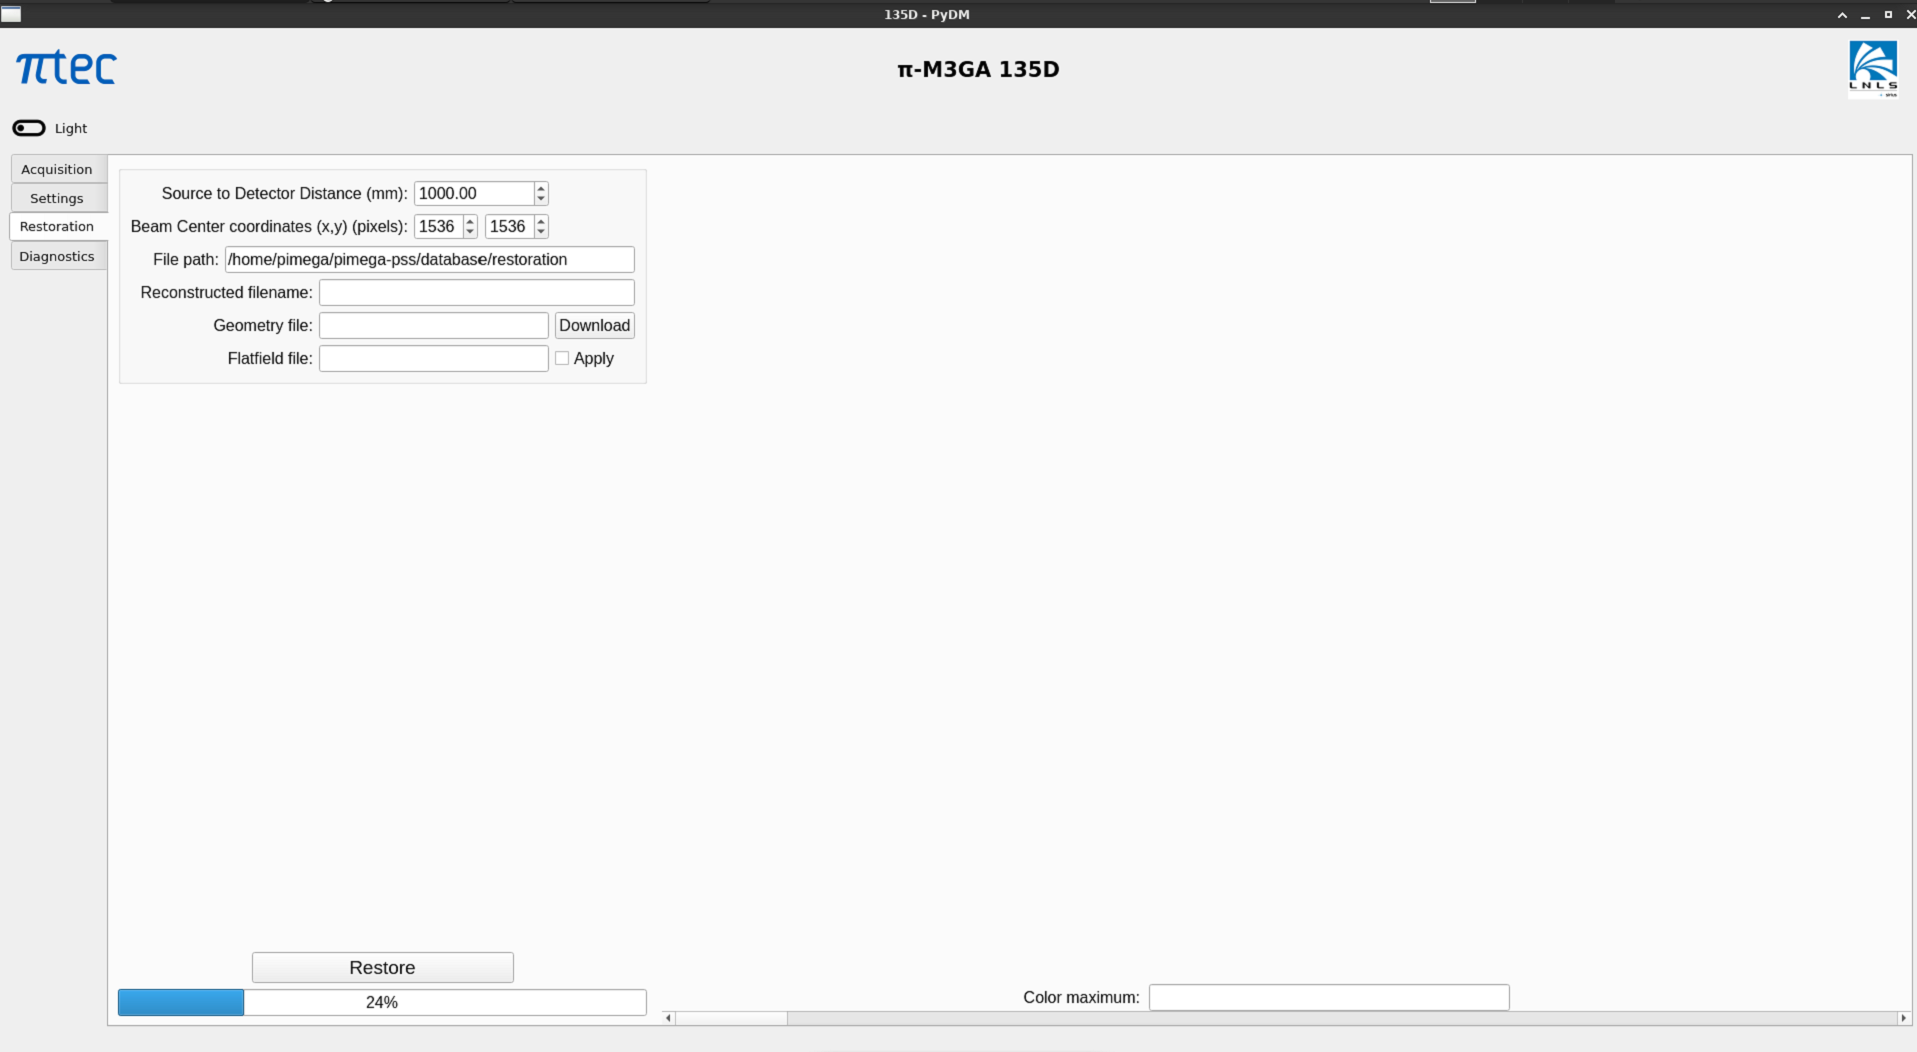 135D - PyDM
πtec
π-M3GA 135D
LNLS
Light
Acquisition
Settings
Restoration
Diagnostics
Source to Detector Distance (mm): 1000.00
Beam Center coordinates (x,y) (pixels): 1536 1536
File path: /home/pimega/pimega-pss/database/restoration
Reconstructed filename:
Geometry file: Download
Flatfield file: Apply
Restore
24%
Color maximum: